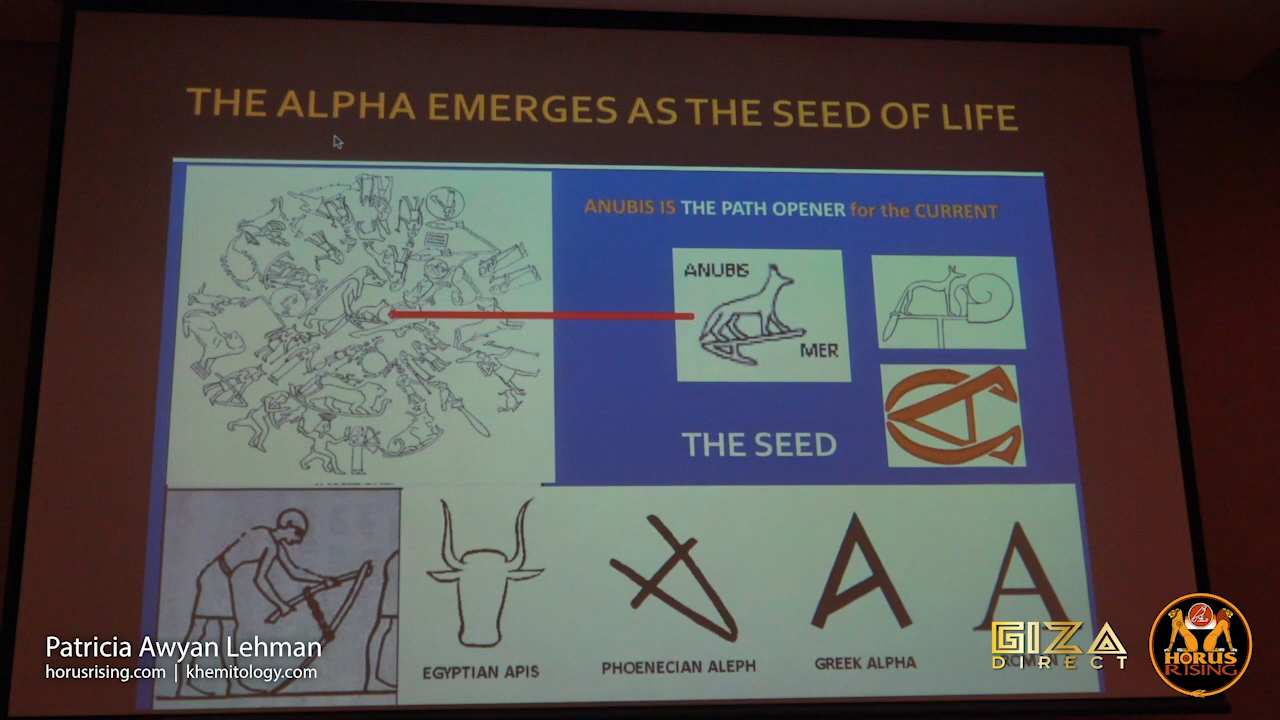 THE ALPHA EMERGES AS THE SEED OF LIFE
ANUBIS IS THE PATH OPENER for the CURRENT
ANUBIS
MER
THE SEED
EGYPTIAN APIS
PHOENECIAN ALEPH
GREEK ALPHA
A
Patricia Awyan Lehman
horusrising.com | khemitology.com
GIZA
DIRECT
HORUS
RISING